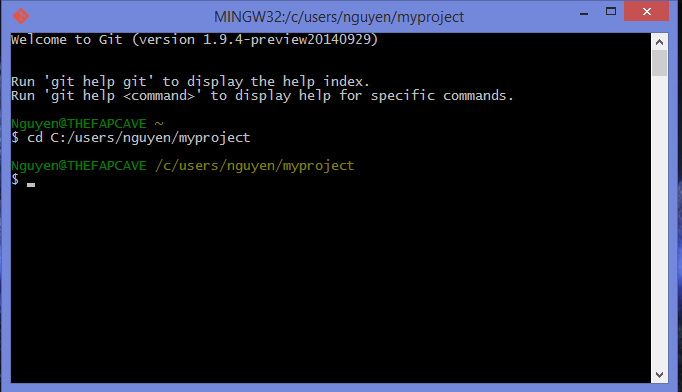 MINGW32:/c/users/nguyen/myproject
Welcome to Git (version 1.9.4-preview20140929)
Run 'git help git' to display the help index.
Run 'git help <command>' to display help for specific commands.
Nguyen@THEFAPCAVE ~
$ cd C:/users/nguyen/myproject
Nguyen@THEFAPCAVE /c/users/nguyen/myproject
$